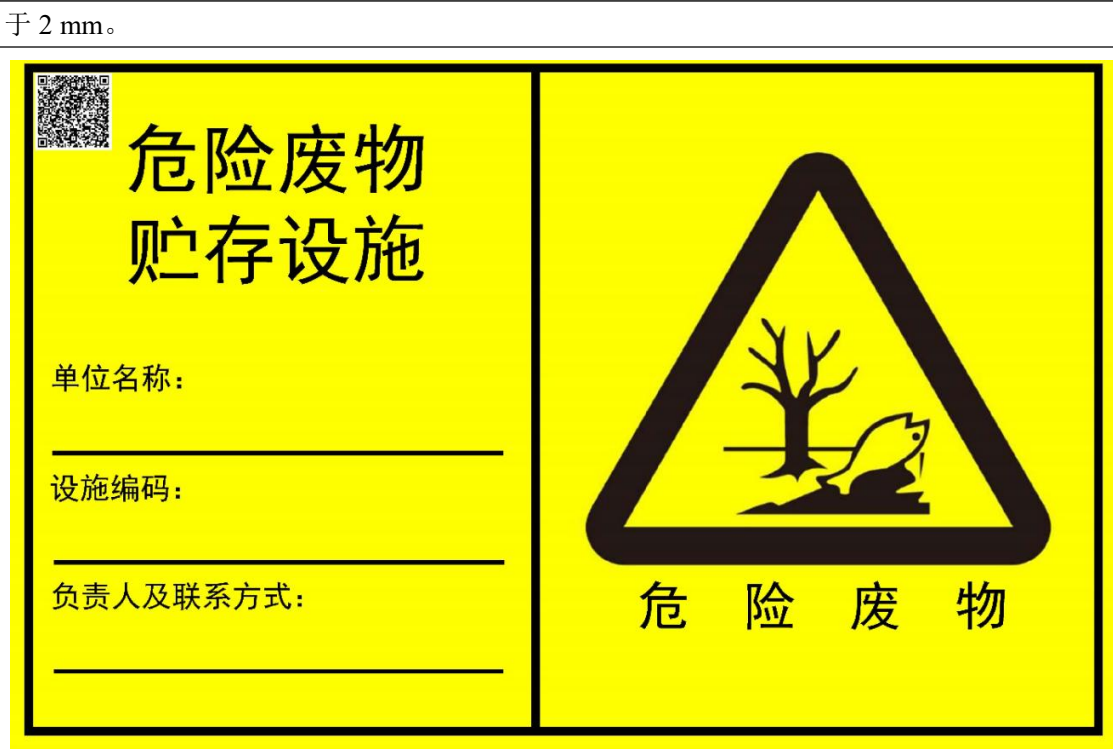 于 2 mm。
危险废物
贮存设施
单位名称：
设施编码：
负责人及联系方式：
危 险 废 物